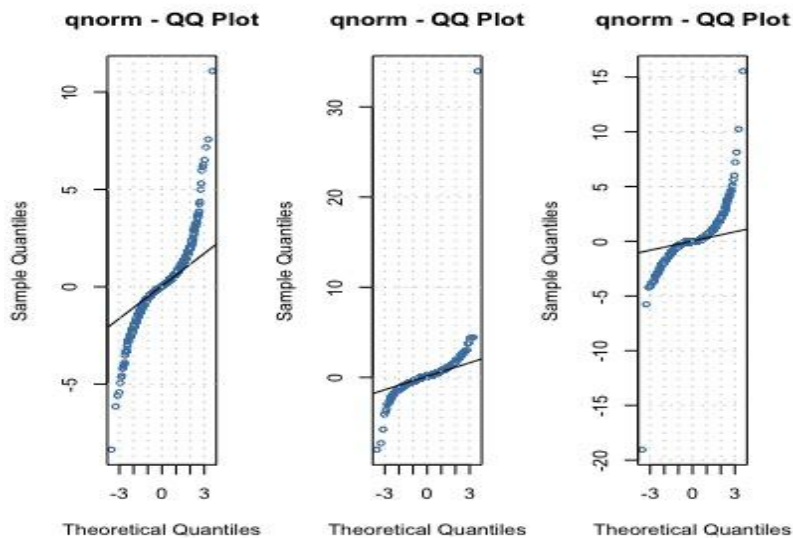 qnorm - QQ Plot
Sample Quantiles
10
5
0
-5
-3
0
3
Theoretical Quantiles
qnorm - QQ Plot
Sample Quantiles
30
20
10
0
-3
0
3
Theoretical Quantiles
qnorm - QQ Plot
Sample Quantiles
15
10
5
0
-5
-10
-15
-20
-3
0
3
Theoretical Quantiles